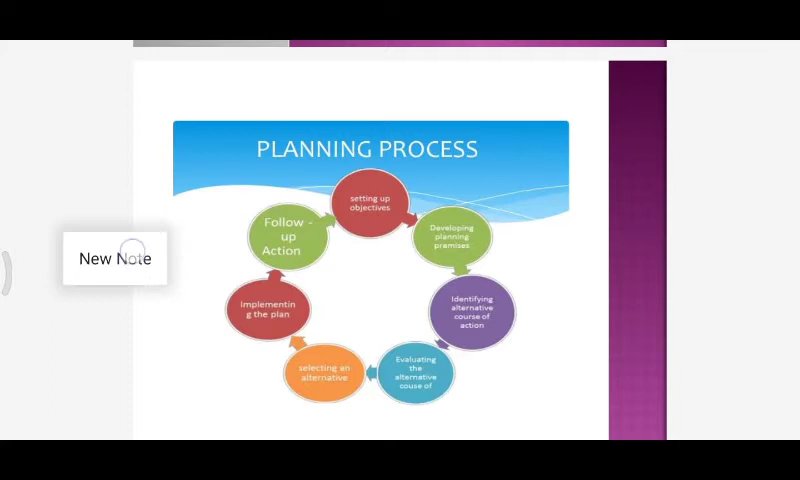 PLANNING PROCESS
setting up
objectives
Developing
planning
premises
Identifying
alternative
course of
action
Evaluating
the
alternative
couse of
selecting an
alternative
Implementin
g the plan
Follow -
up
Action
New Note